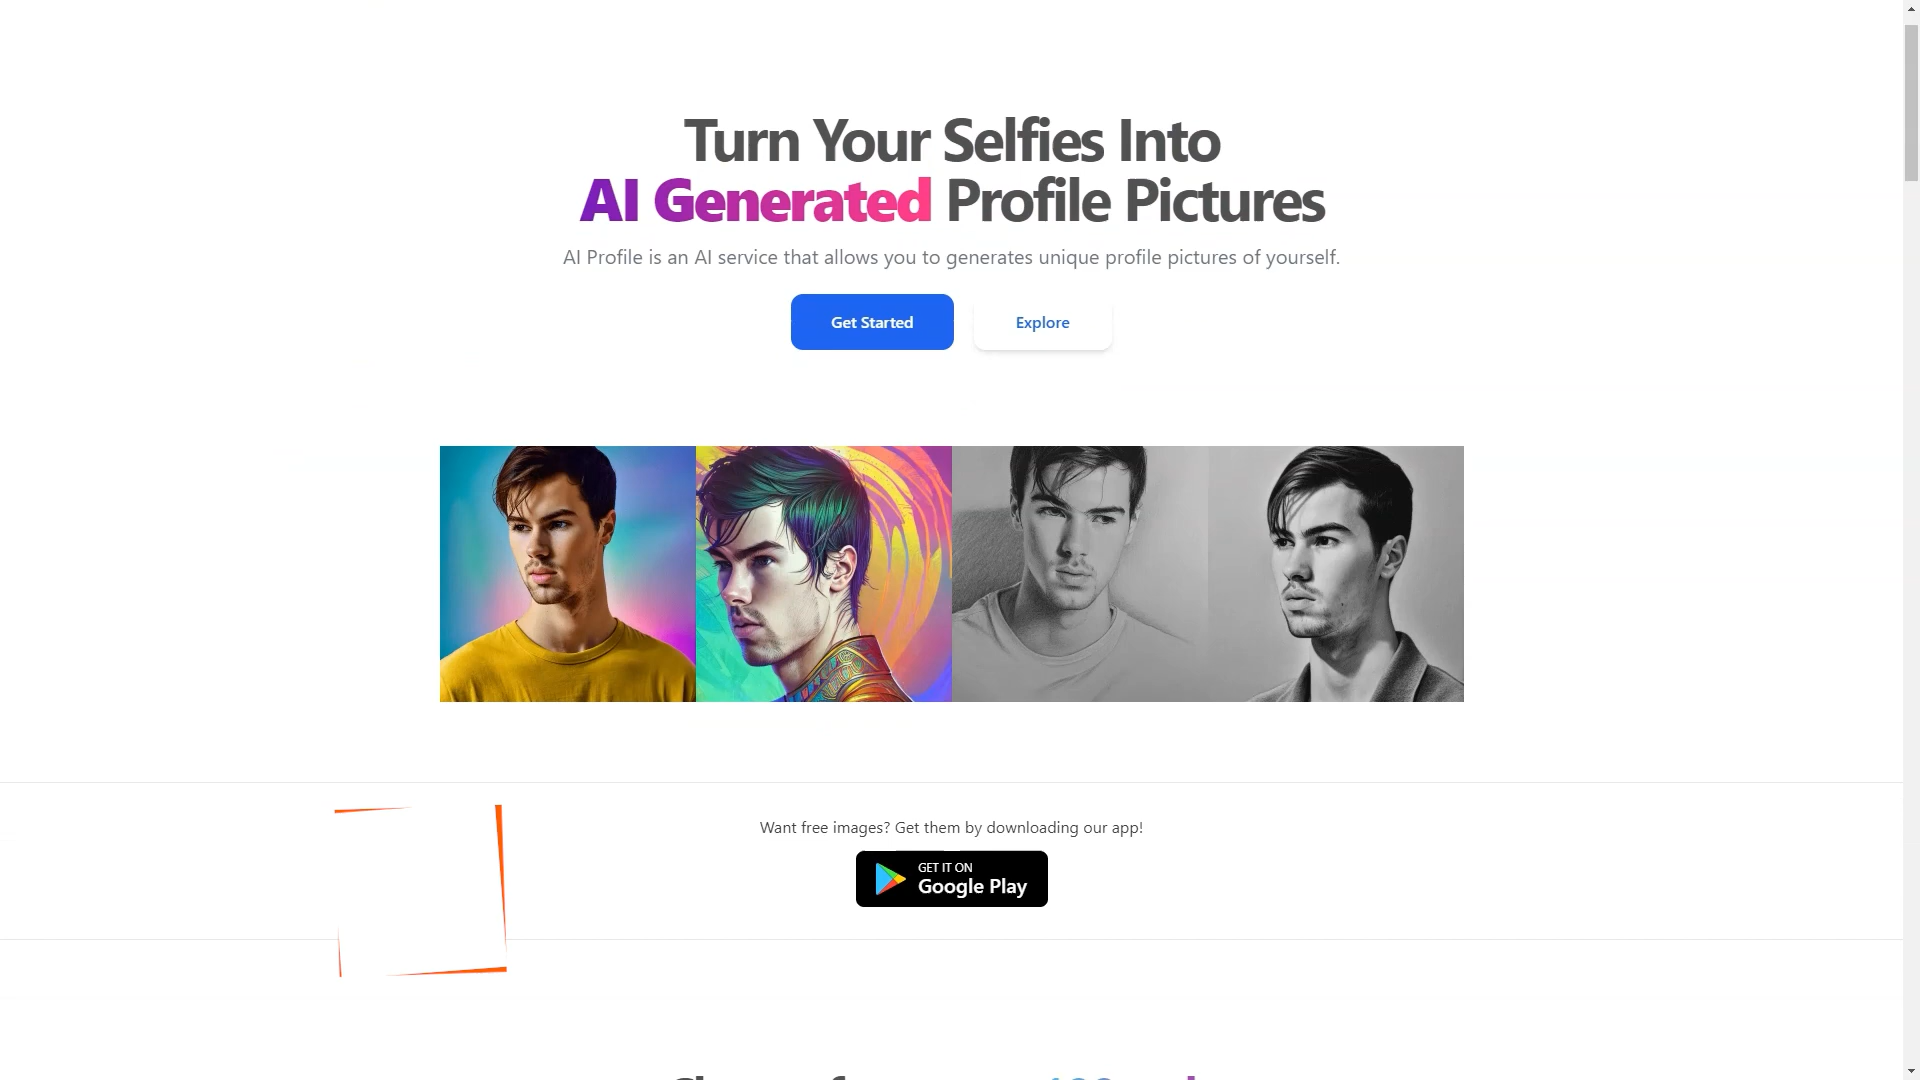 Turn Your Selfies Into
AI Generated Profile Pictures
AI Profile is an AI service that allows you to generates unique profile pictures of yourself.
Get Started
Explore
Want free images? Get them by downloading our app!
GET IT ON
Google Play